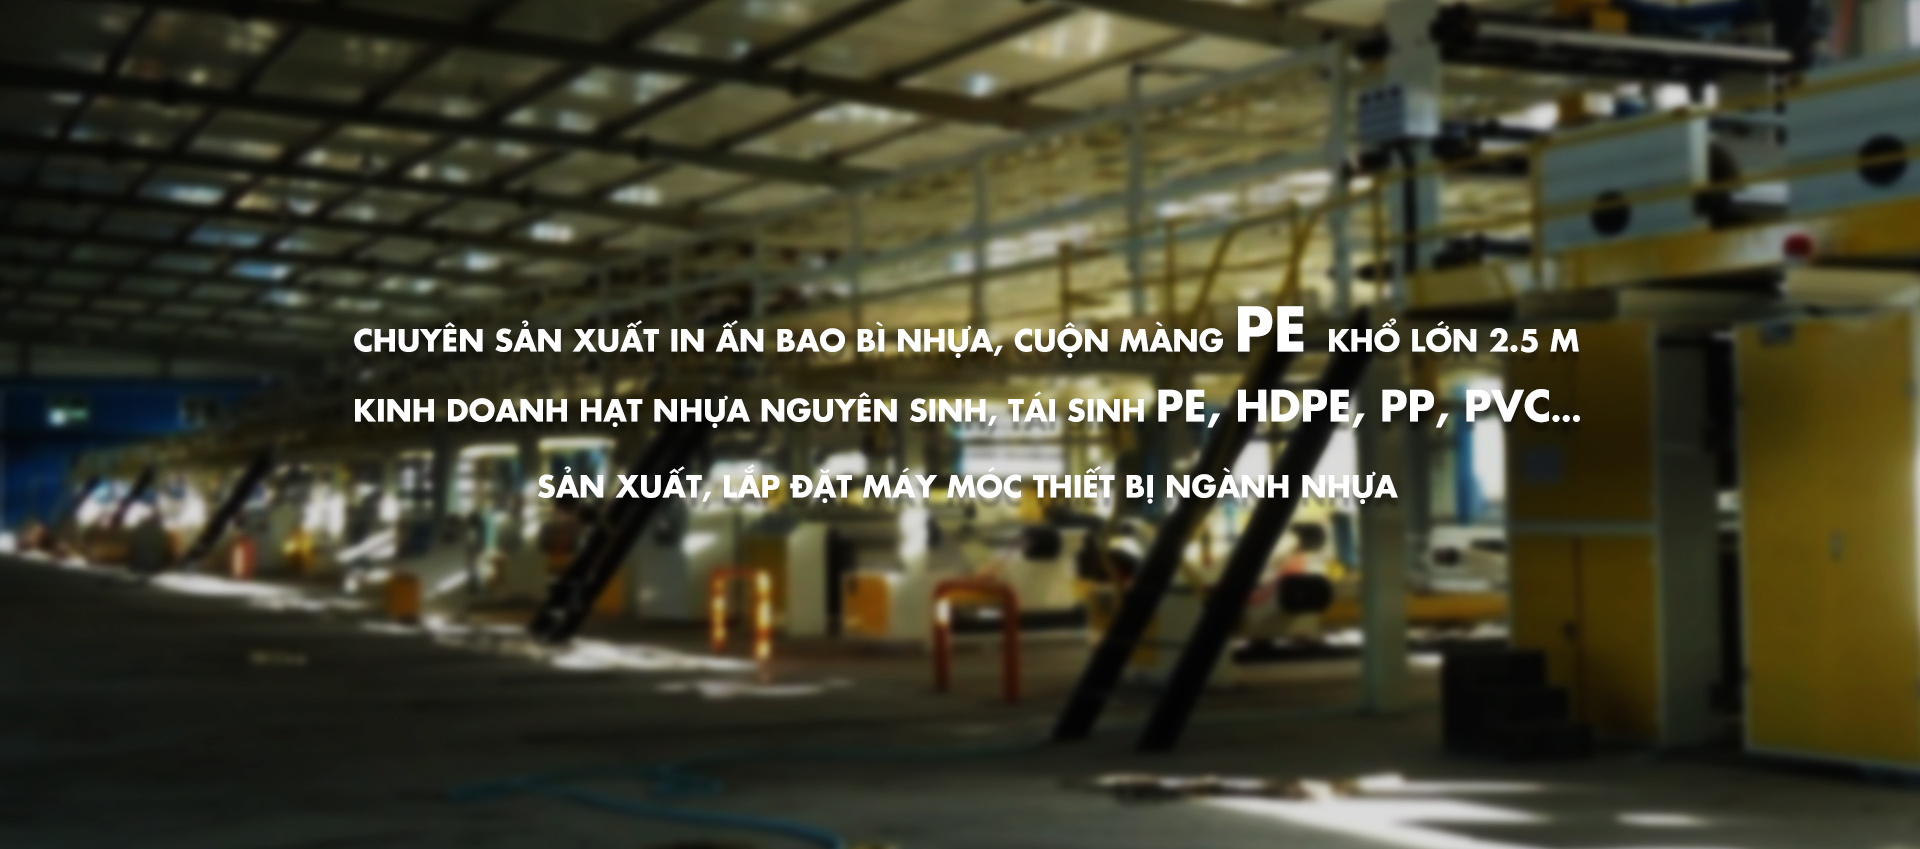 CHUYÊN SẢN XUẤT IN ẤN BAO BÌ NHỰA, CUỘN MÀNG PE KHỔ LỚN 2.5 M
KINH DOANH HẠT NHỰA NGUYÊN SINH, TÁI SINH PE, HDPE, PP, PVC...
SẢN XUẤT, LẮP ĐẶT MÁY MÓC THIẾT BỊ NGÀNH NHỰA